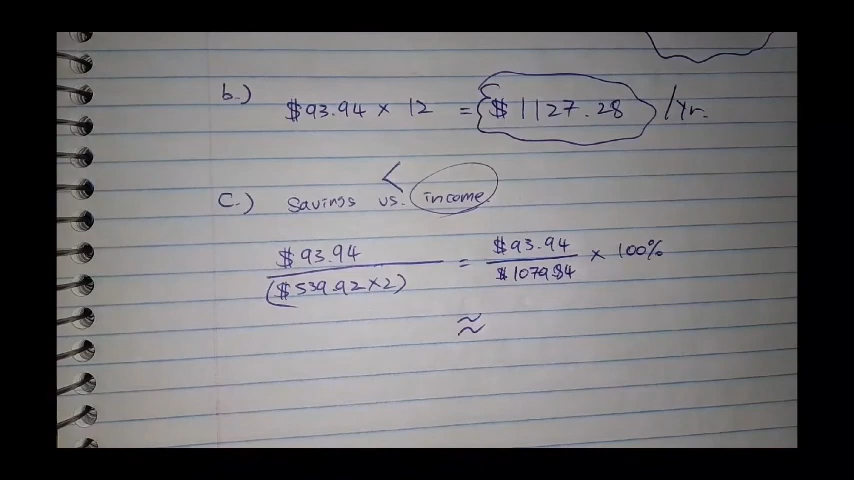 b.) $93.94 × 12 = $1127.28 /Yr.
<
C.) Savings vs. income
$93.94 = $93.94 × 100%
($539.92×2) $1079.84
≈